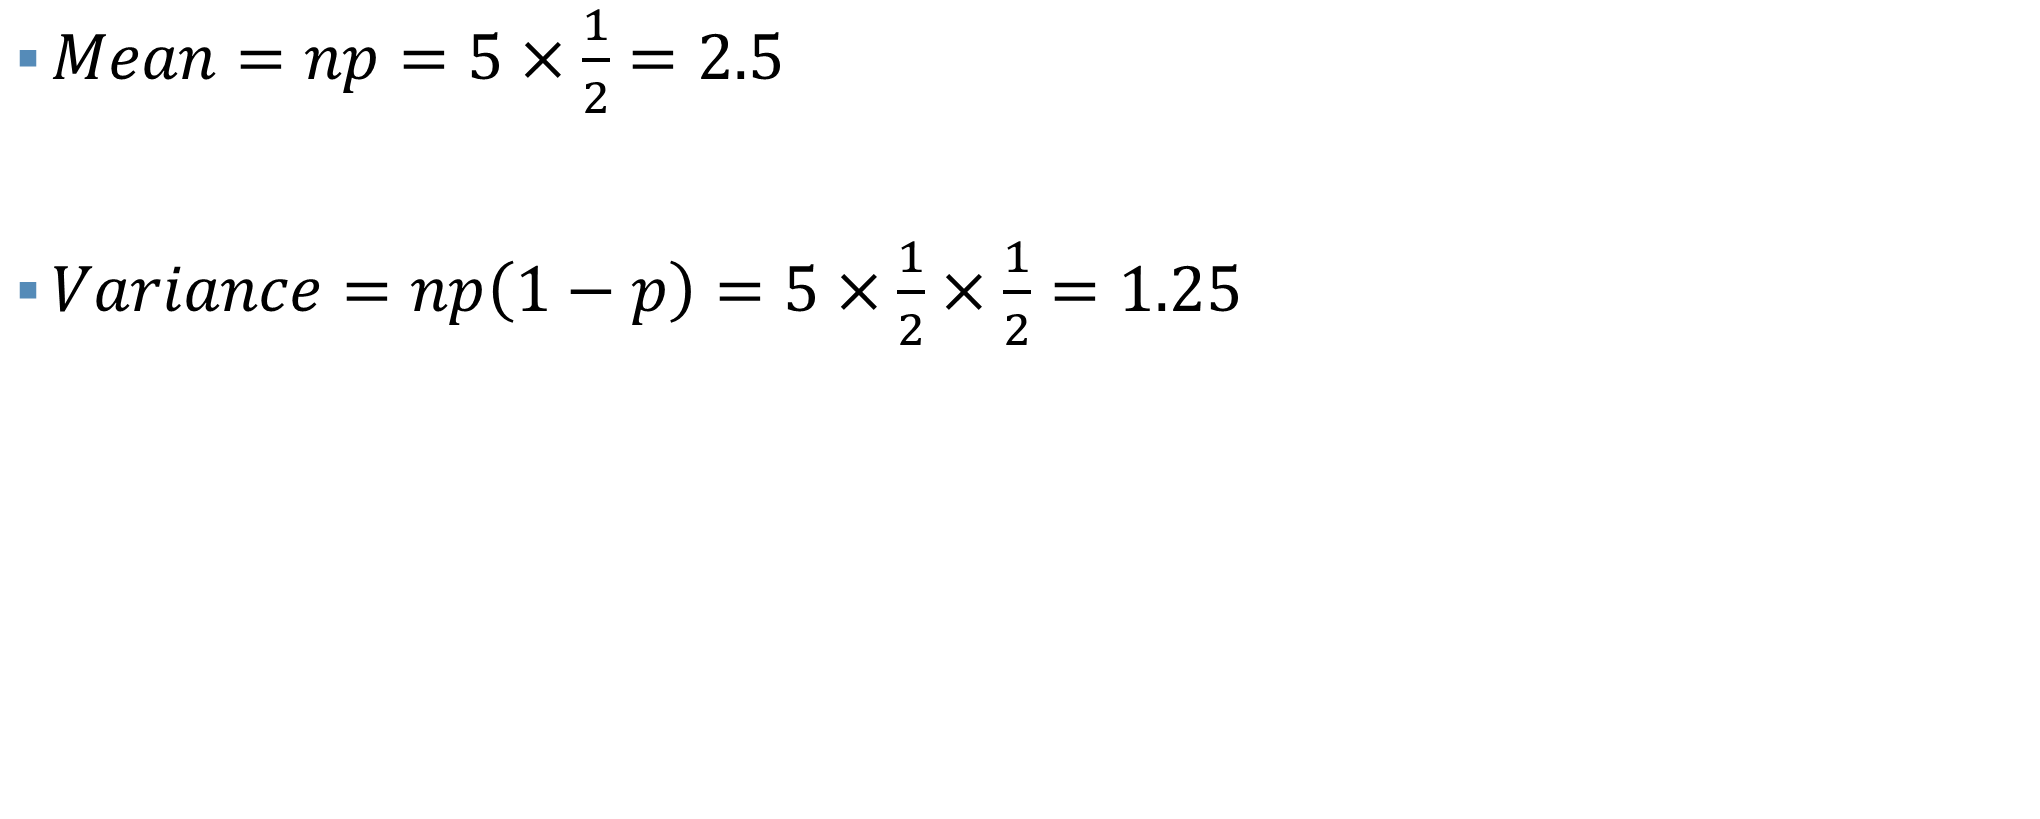 ▪ Mean = np = 5 × 1/2 = 2.5
▪ Variance = np(1 − p) = 5 × 1/2 × 1/2 = 1.25